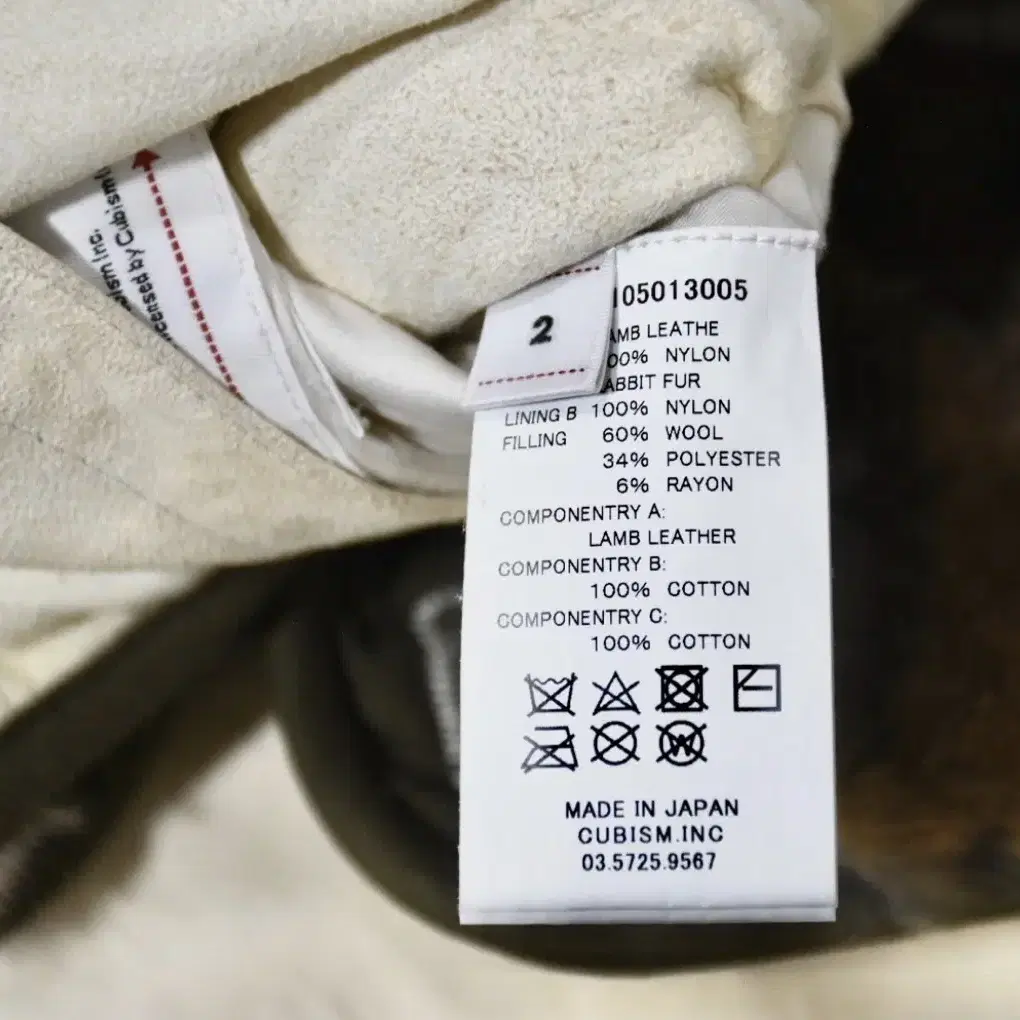 ism Inc.
icensed by Cubism
2
105013005
AMB LEATHE
00% NYLON
ABBIT FUR
LINING B 100% NYLON
FILLING 60% WOOL
34% POLYESTER
6% RAYON
COMPONENTRY A:
LAMB LEATHER
COMPONENTRY B:
100% COTTON
COMPONENTRY C:
100% COTTON
W
MADE IN JAPAN
CUBISM.INC
03.5725.9567